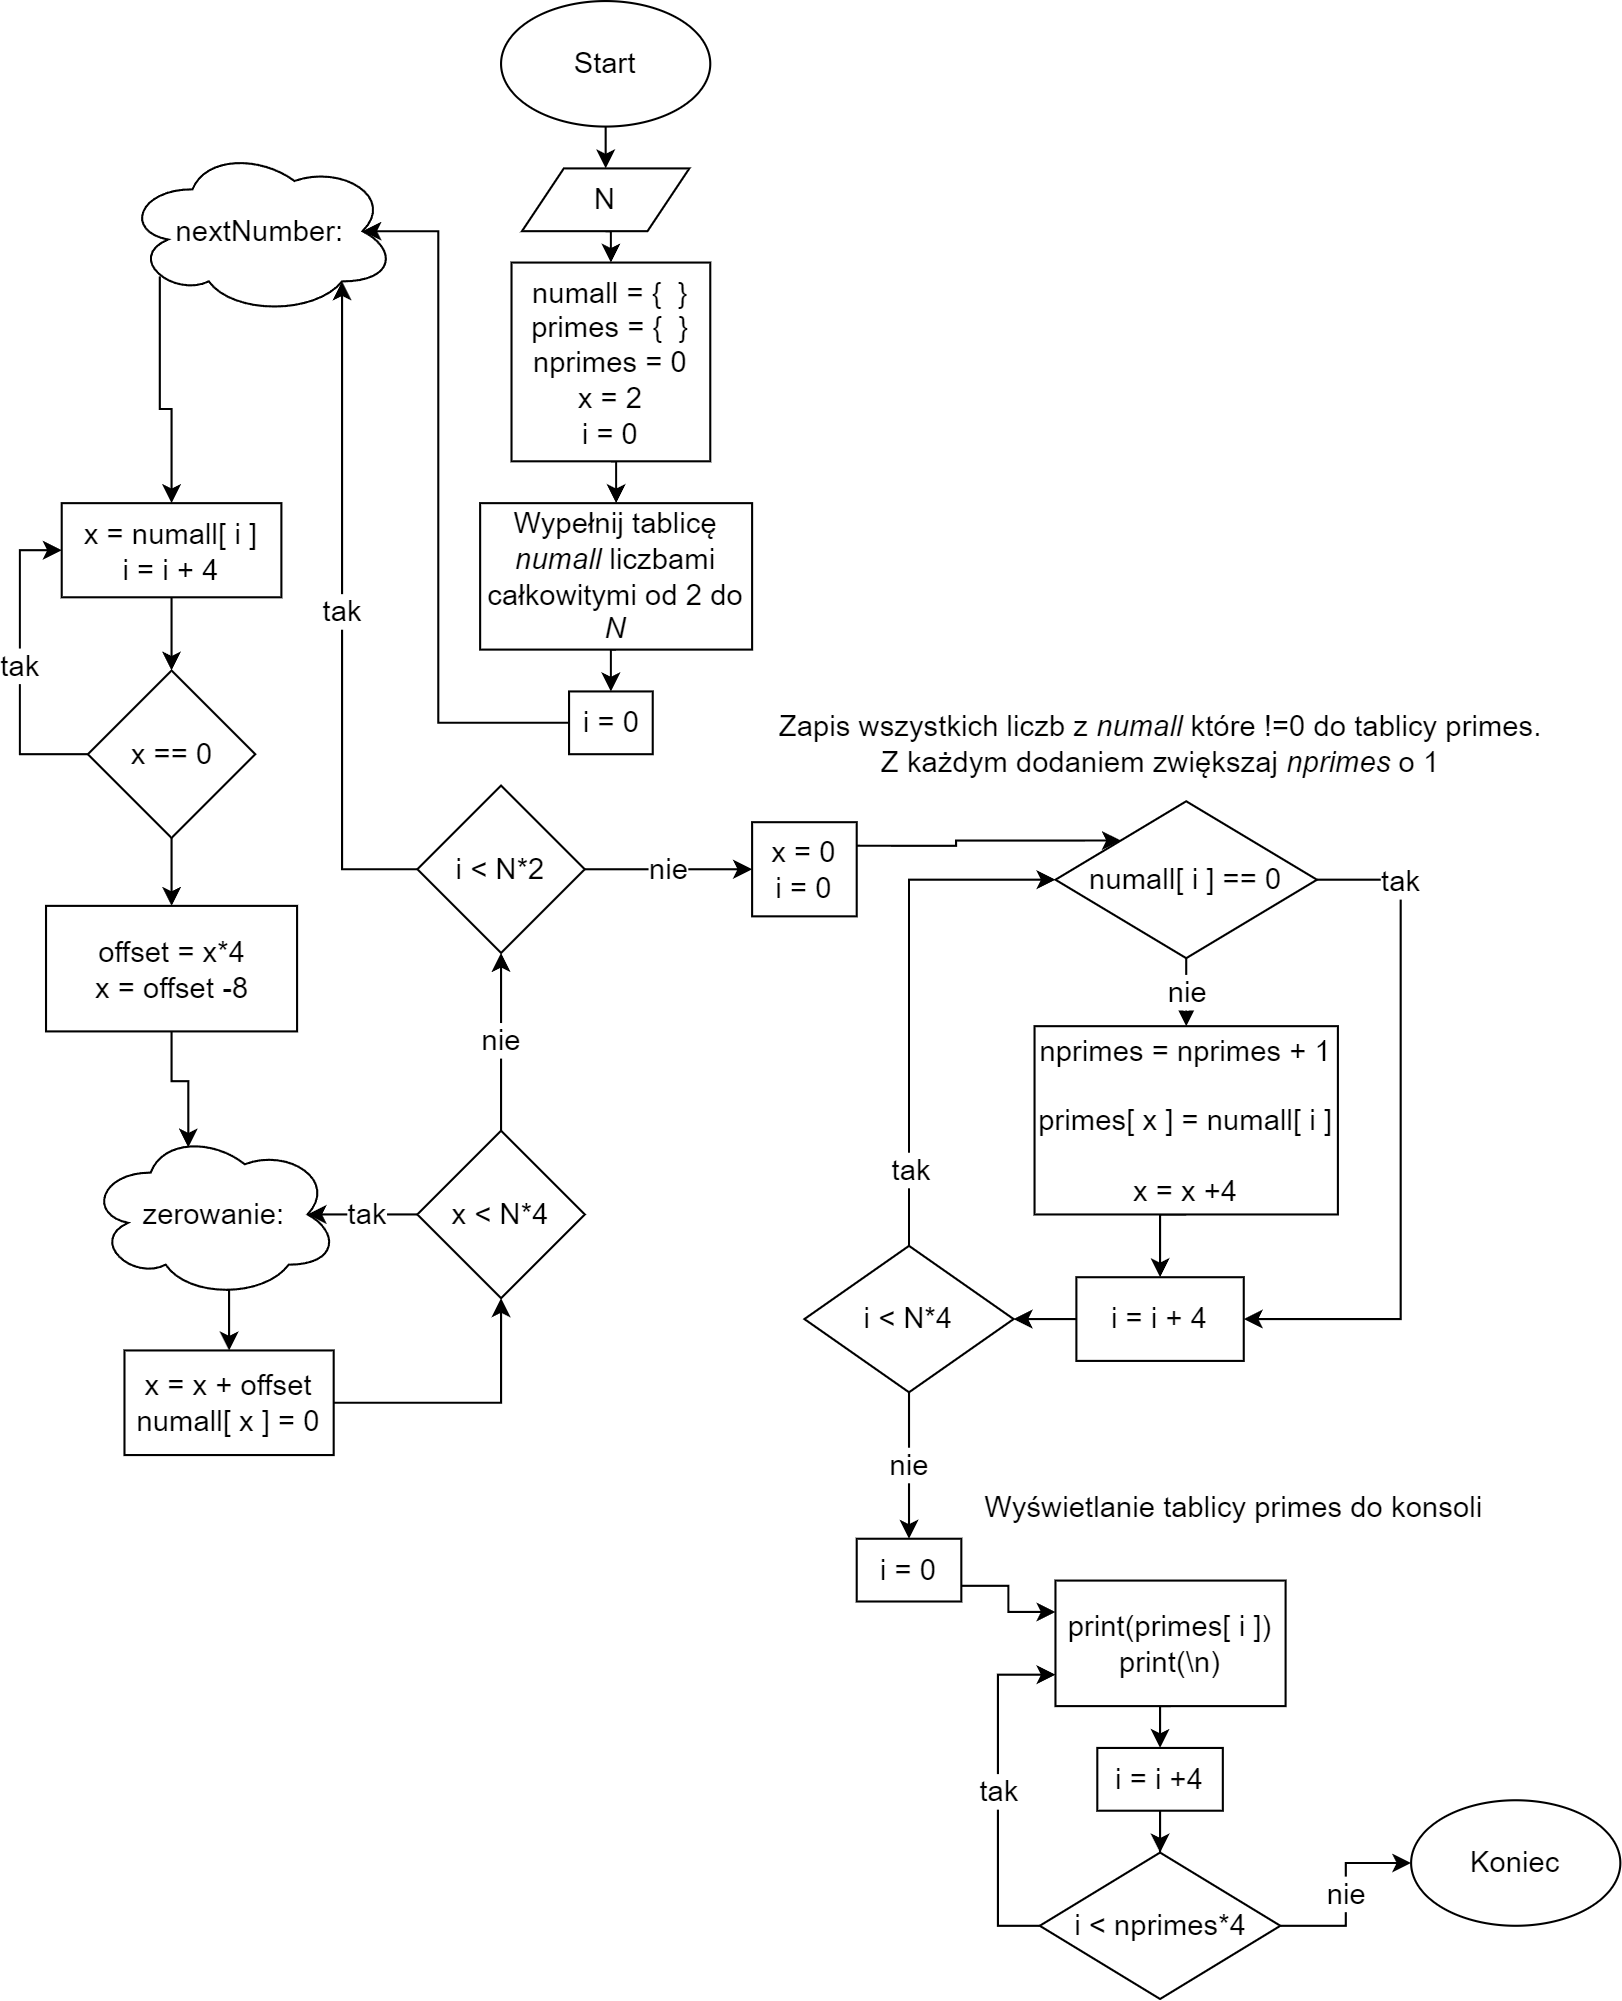 Start
N
nextNumber:
numall = {  }
primes = {  }
nprimes = 0
x = 2
i = 0
Wypełnij tablicę
numall liczbami
całkowitymi od 2 do
N
i = 0
x = numall[ i ]
i = i + 4
tak
x == 0
tak
offset = x*4
x = offset -8
zerowanie:
x = x + offset
numall[ x ] = 0
tak
x < N*4
nie
i < N*2
nie
x = 0
i = 0
Zapis wszystkich liczb z numall które !=0 do tablicy primes.
Z każdym dodaniem zwiększaj nprimes o 1
numall[ i ] == 0
tak
nie
nprimes = nprimes + 1
primes[ x ] = numall[ i ]
x = x +4
i = i + 4
tak
i < N*4
nie
Wyświetlanie tablicy primes do konsoli
i = 0
print(primes[ i ])
print(\n)
i = i +4
tak
i < nprimes*4
nie
Koniec